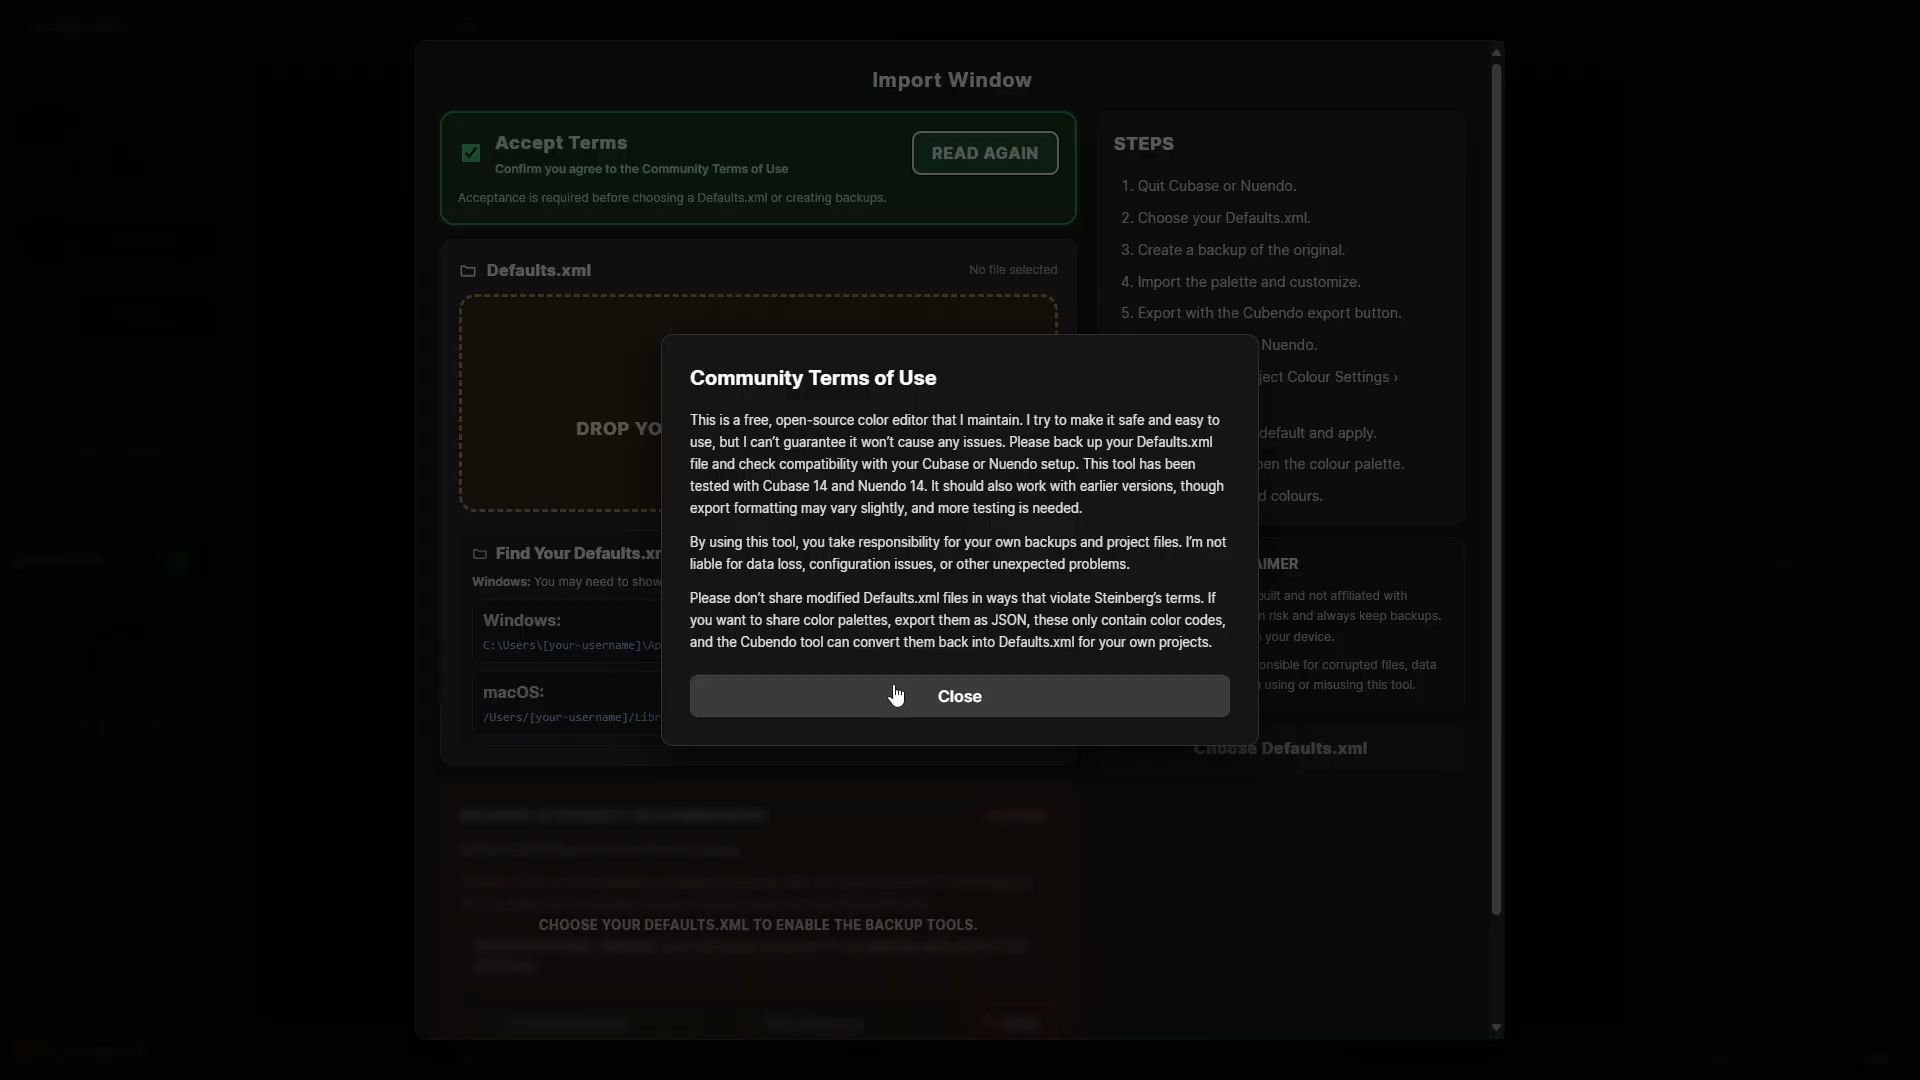 Import Window
Accept Terms
Confirm you agree to the Community Terms of Use
READ AGAIN
Acceptance is required before choosing a Defaults.xml or creating backups.
Defaults.xml
No file selected
DROP YO
Find Your Defaults.xr
Windows: You may need to show
Windows:
C:\Users\[your-username]\Ap
macOS:
/Users/[your-username]/Libr
CHOOSE YOUR DEFAULTS.XML TO ENABLE THE BACKUP TOOLS.
STEPS
1. Quit Cubase or Nuendo.
2. Choose your Defaults.xml.
3. Create a backup of the original.
4. Import the palette and customize.
5. Export with the Cubendo export button.
Nuendo.
ject Colour Settings ›
default and apply.
pen the colour palette.
d colours.
AIMER
built and not affiliated with
n risk and always keep backups.
your device.
onsible for corrupted files, data
using or misusing this tool.
Choose Defaults.xml
Community Terms of Use
This is a free, open-source color editor that I maintain. I try to make it safe and easy to
use, but I can’t guarantee it won’t cause any issues. Please back up your Defaults.xml
file and check compatibility with your Cubase or Nuendo setup. This tool has been
tested with Cubase 14 and Nuendo 14. It should also work with earlier versions, though
export formatting may vary slightly, and more testing is needed.
By using this tool, you take responsibility for your own backups and project files. I’m not
liable for data loss, configuration issues, or other unexpected problems.
Please don’t share modified Defaults.xml files in ways that violate Steinberg’s terms. If
you want to share color palettes, export them as JSON, these only contain color codes,
and the Cubendo tool can convert them back into Defaults.xml for your own projects.
Close